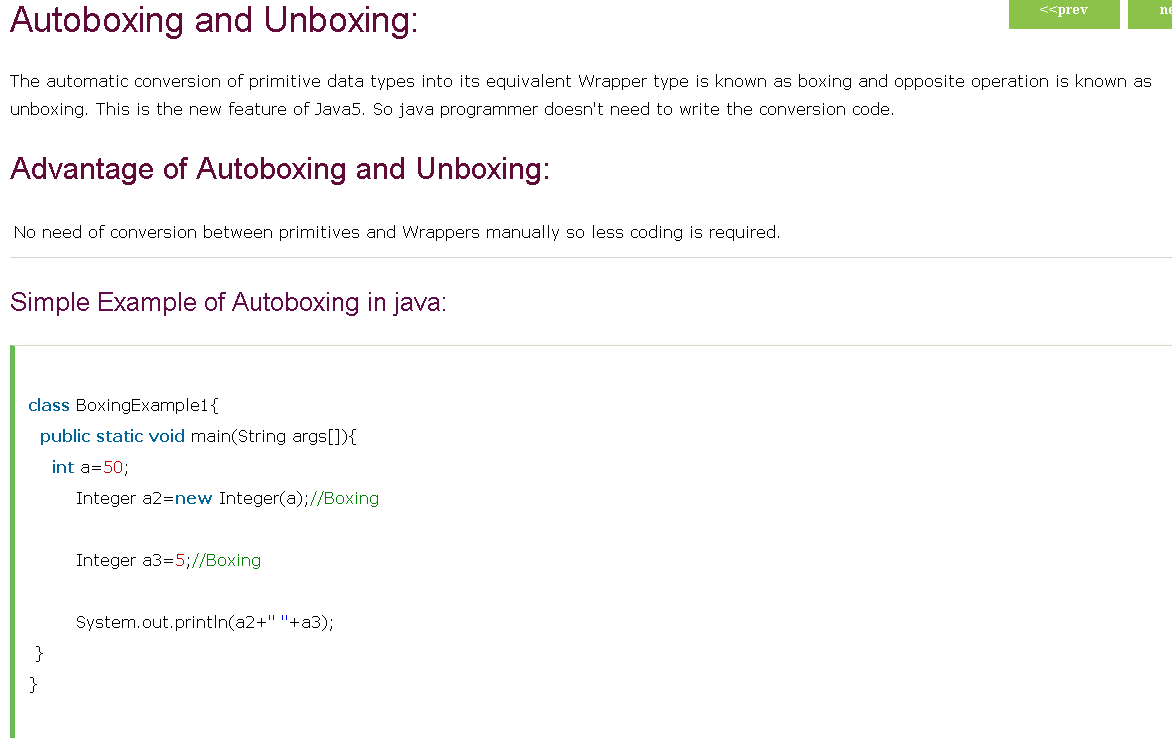 Autoboxing and Unboxing:
<<prev
ne
The automatic conversion of primitive data types into its equivalent Wrapper type is known as boxing and opposite operation is known as
unboxing. This is the new feature of Java5. So java programmer doesn't need to write the conversion code.
Advantage of Autoboxing and Unboxing:
No need of conversion between primitives and Wrappers manually so less coding is required.
Simple Example of Autoboxing in java:
class BoxingExample1{
public static void main(String args[]){
int a=50;
Integer a2=new Integer(a);//Boxing
Integer a3=5;//Boxing
System.out.println(a2+" "+a3);
}
}